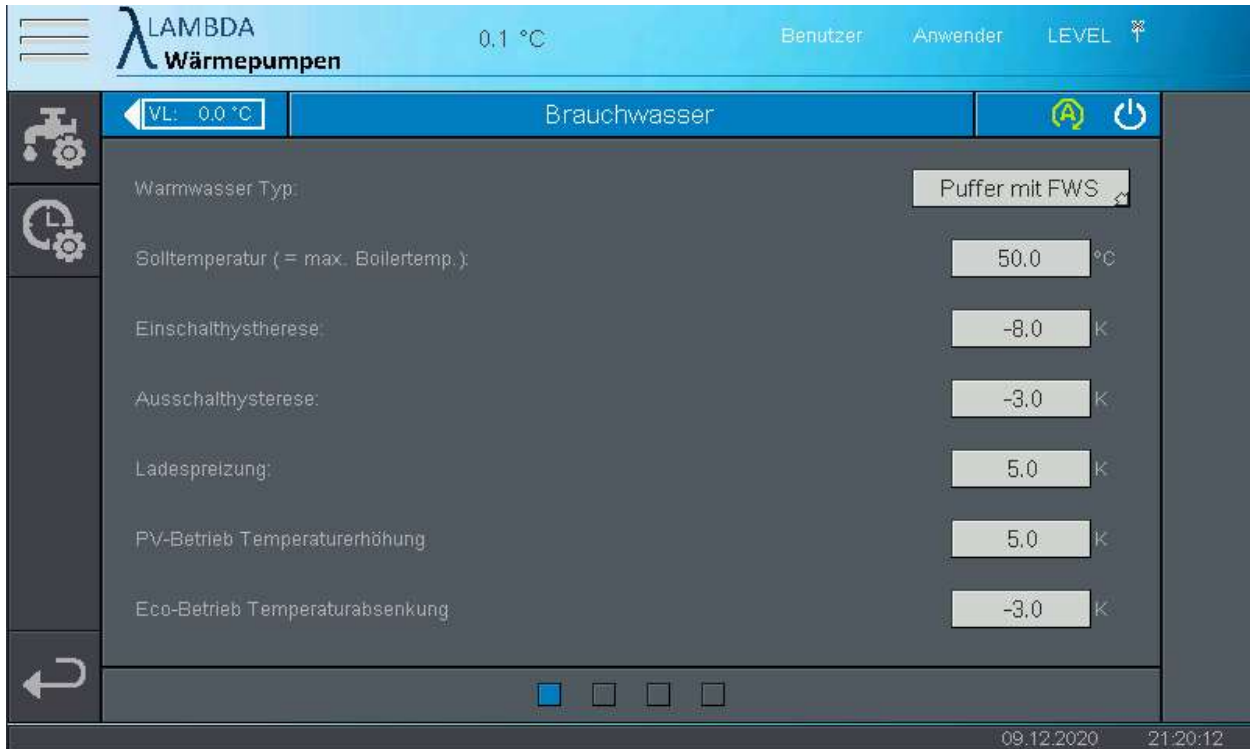 λ LAMBDA
Wärmepumpen
0.1 °C
Benutzer Anwender LEVEL
VL: 0.0 °C
Brauchwasser
A
Warmwasser Typ:
Puffer mit FWS
Solltemperatur ( = max. Boilertemp.):
50.0 °C
Einschalthystherese:
-8.0 K
Ausschalthysterese:
-3.0 K
Ladespreizung:
5.0 K
PV-Betrieb Temperaturerhöhung
5.0 K
Eco-Betrieb Temperaturabsenkung
-3.0 K
09.12.2020 21:20:12